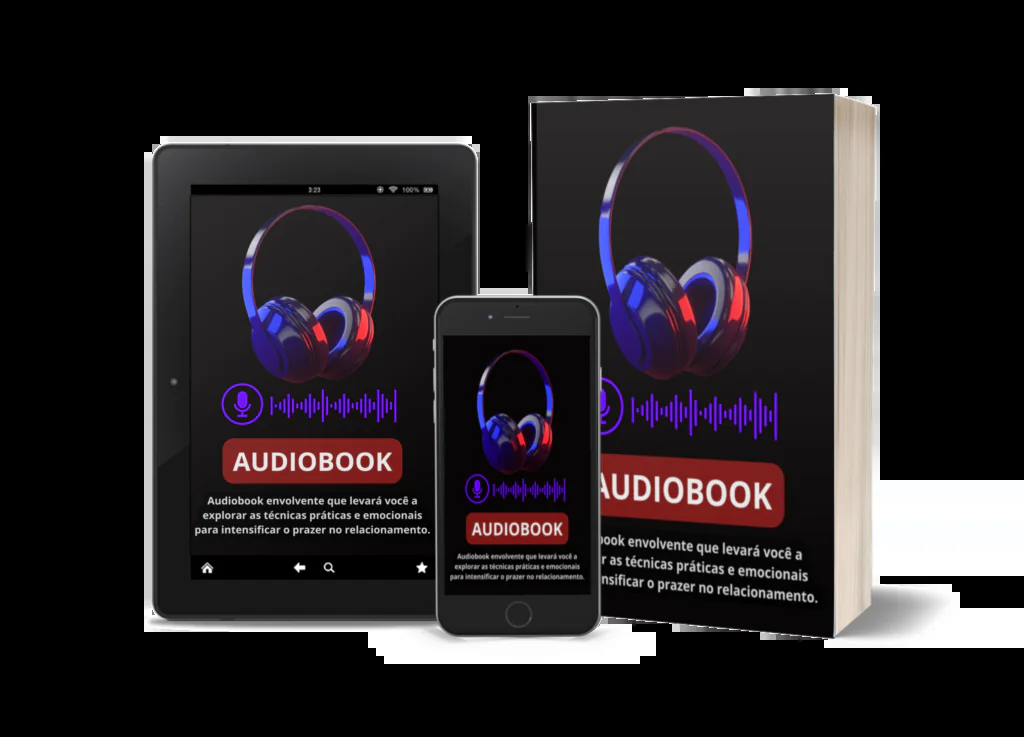 3:23
100%
AUDIOBOOK
Audiobook envolvente que levará você a
explorar as técnicas práticas e emocionais
para intensificar o prazer no relacionamento.
AUDIOBOOK
Audiobook envolvente que levará você a
explorar as técnicas práticas e emocionais
para intensificar o prazer no relacionamento.
AUDIOBOOK
book envolvente que levará você a
r as técnicas práticas e emocionais
nsificar o prazer no relacionamento.